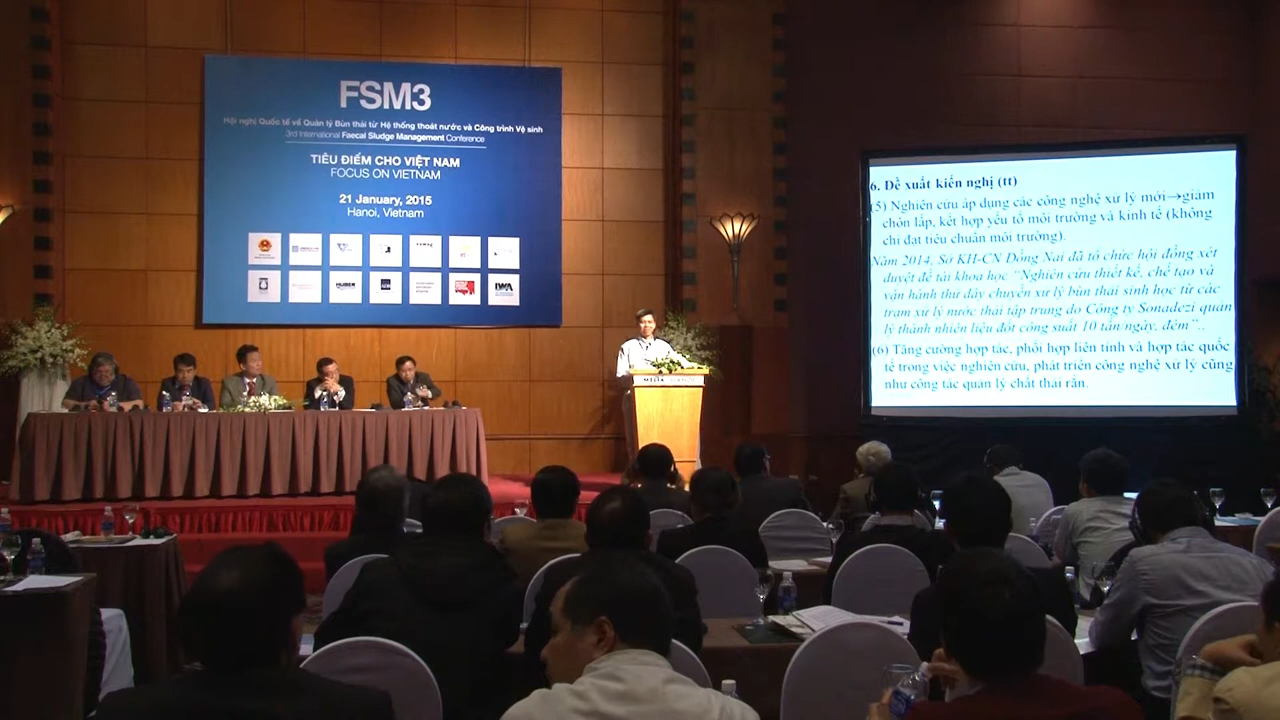 FSM3
Hội nghị Quốc tế về Quản lý Bùn thải từ Hệ thống thoát nước và Công trình Vệ sinh
3rd International Faecal Sludge Management Conference
TIÊU ĐIỂM CHO VIỆT NAM
FOCUS ON VIETNAM
21 January, 2015
Hanoi, Vietnam
HUBER
IWA
MELIA
6. Đề xuất kiến nghị (tt)
(5) Nghiên cứu áp dụng các công nghệ xử lý mới→giảm
chôn lấp, kết hợp yếu tố môi trường và kinh tế (không
chỉ đạt tiêu chuẩn môi trường).
Năm 2014, Sở KH-CN Đồng Nai đã tổ chức hội đồng xét
duyệt đề tài khoa học “Nghiên cứu thiết kế, chế tạo và
vận hành thử dây chuyền xử lý bùn thải sinh học từ các
trạm xử lý nước thải tập trung do Công ty Sonadezi quản
lý thành nhiên liệu đốt công suất 10 tấn/ngày, đêm”..
(6) Tăng cường hợp tác, phối hợp liên tỉnh và hợp tác quốc
tế trong việc nghiên cứu, phát triển công nghệ xử lý cũng
như công tác quản lý chất thải rắn.